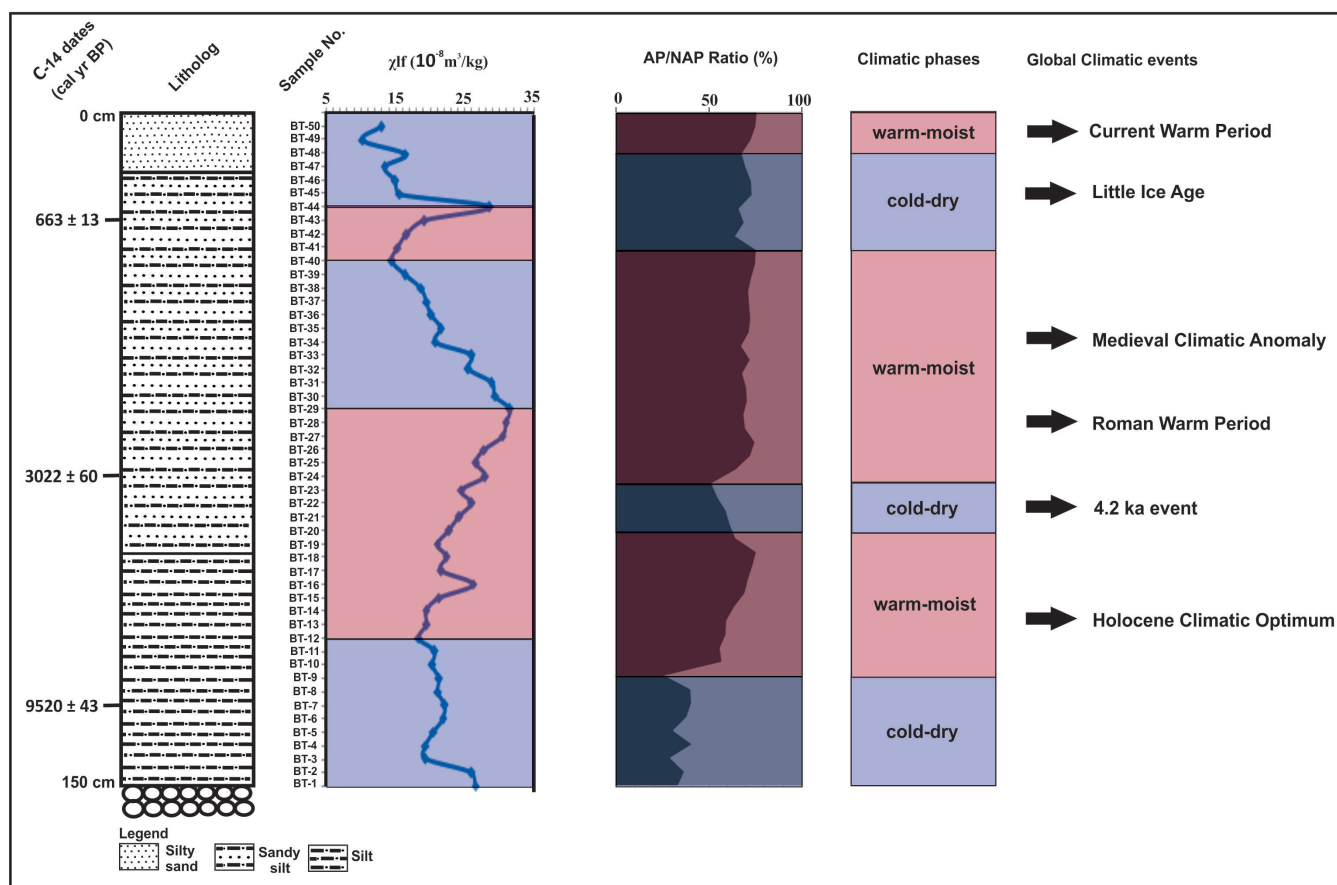 C-14 dates
(cal yr BP)
Litholog
Sample No.
χlf (10⁻⁸m³/kg)
5 15 25 35
AP/NAP Ratio (%)
0 50 100
Climatic phases
Global Climatic events
0 cm
663 ± 13
3022 ± 60
9520 ± 43
150 cm
BT-50
BT-49
BT-48
BT-47
BT-46
BT-45
BT-44
BT-43
BT-42
BT-41
BT-40
BT-39
BT-38
BT-37
BT-36
BT-35
BT-34
BT-33
BT-32
BT-31
BT-30
BT-29
BT-28
BT-27
BT-26
BT-25
BT-24
BT-23
BT-22
BT-21
BT-20
BT-19
BT-18
BT-17
BT-16
BT-15
BT-14
BT-13
BT-12
BT-11
BT-10
BT-9
BT-8
BT-7
BT-6
BT-5
BT-4
BT-3
BT-2
BT-1
warm-moist
cold-dry
warm-moist
cold-dry
warm-moist
cold-dry
Current Warm Period
Little Ice Age
Medieval Climatic Anomaly
Roman Warm Period
4.2 ka event
Holocene Climatic Optimum
Legend
Silty
sand
Sandy
silt
Silt